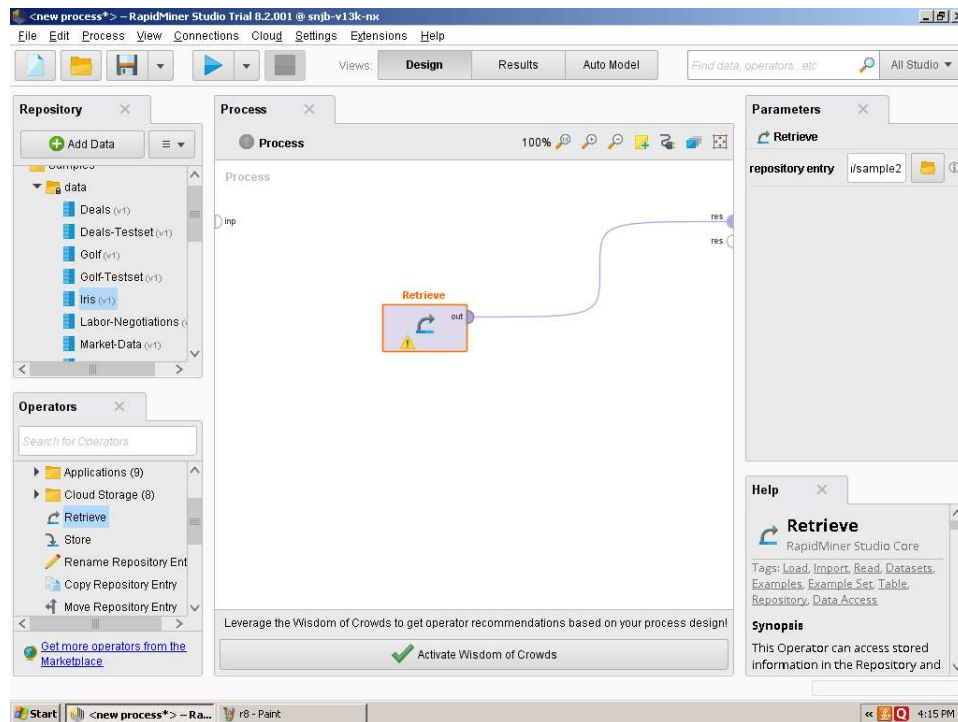 <new process*> – RapidMiner Studio Trial 8.2.001 @ snjb-v13k-nx
File Edit Process View Connections Cloud Settings Extensions Help
Views: Design Results Auto Model Find data, operators...etc All Studio
Repository
Add Data
Samples
data
Deals (v1)
Deals-Testset (v1)
Golf (v1)
Golf-Testset (v1)
Iris (v1)
Labor-Negotiations (
Market-Data (v1)
Operators
Search for Operators
Applications (9)
Cloud Storage (8)
Retrieve
Store
Rename Repository Ent
Copy Repository Entry
Move Repository Entry
Get more operators from the
Marketplace
Process
Process
100%
Process
inp
res
res
Retrieve
out
Leverage the Wisdom of Crowds to get operator recommendations based on your process design!
Activate Wisdom of Crowds
Parameters
Retrieve
repository entry
/sample2
Help
Retrieve
RapidMiner Studio Core
Tags: Load, Import, Read, Datasets,
Examples, Example Set, Table,
Repository, Data Access
Synopsis
This Operator can access stored
information in the Repository and
Start <new process*> – Ra... r8 - Paint 4:15 PM